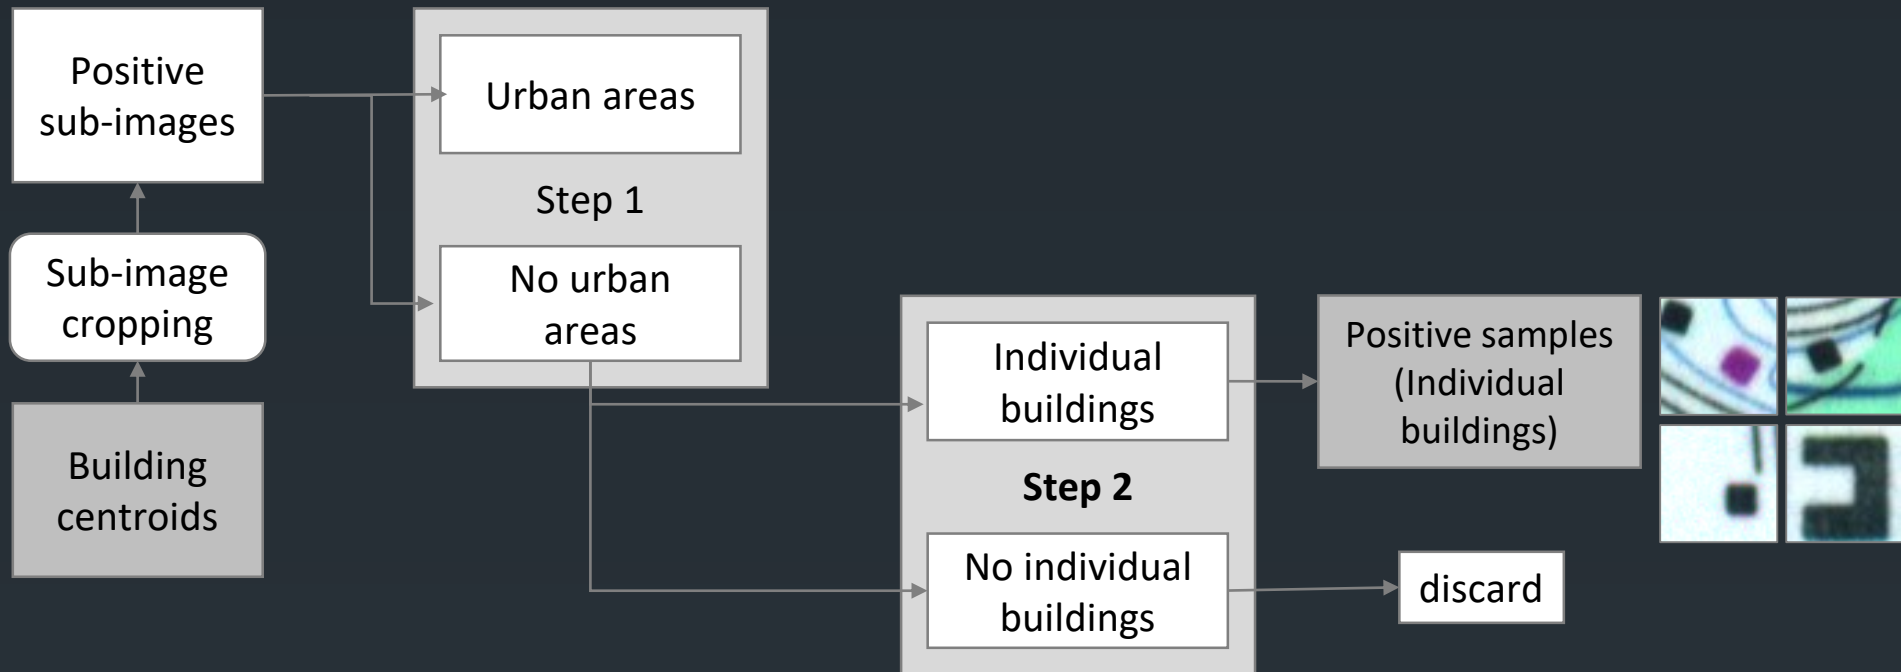 Positive
sub-images
Sub-image
cropping
Building
centroids
Urban areas
Step 1
No urban
areas
Individual
buildings
Step 2
No individual
buildings
Positive samples
(Individual
buildings)
discard